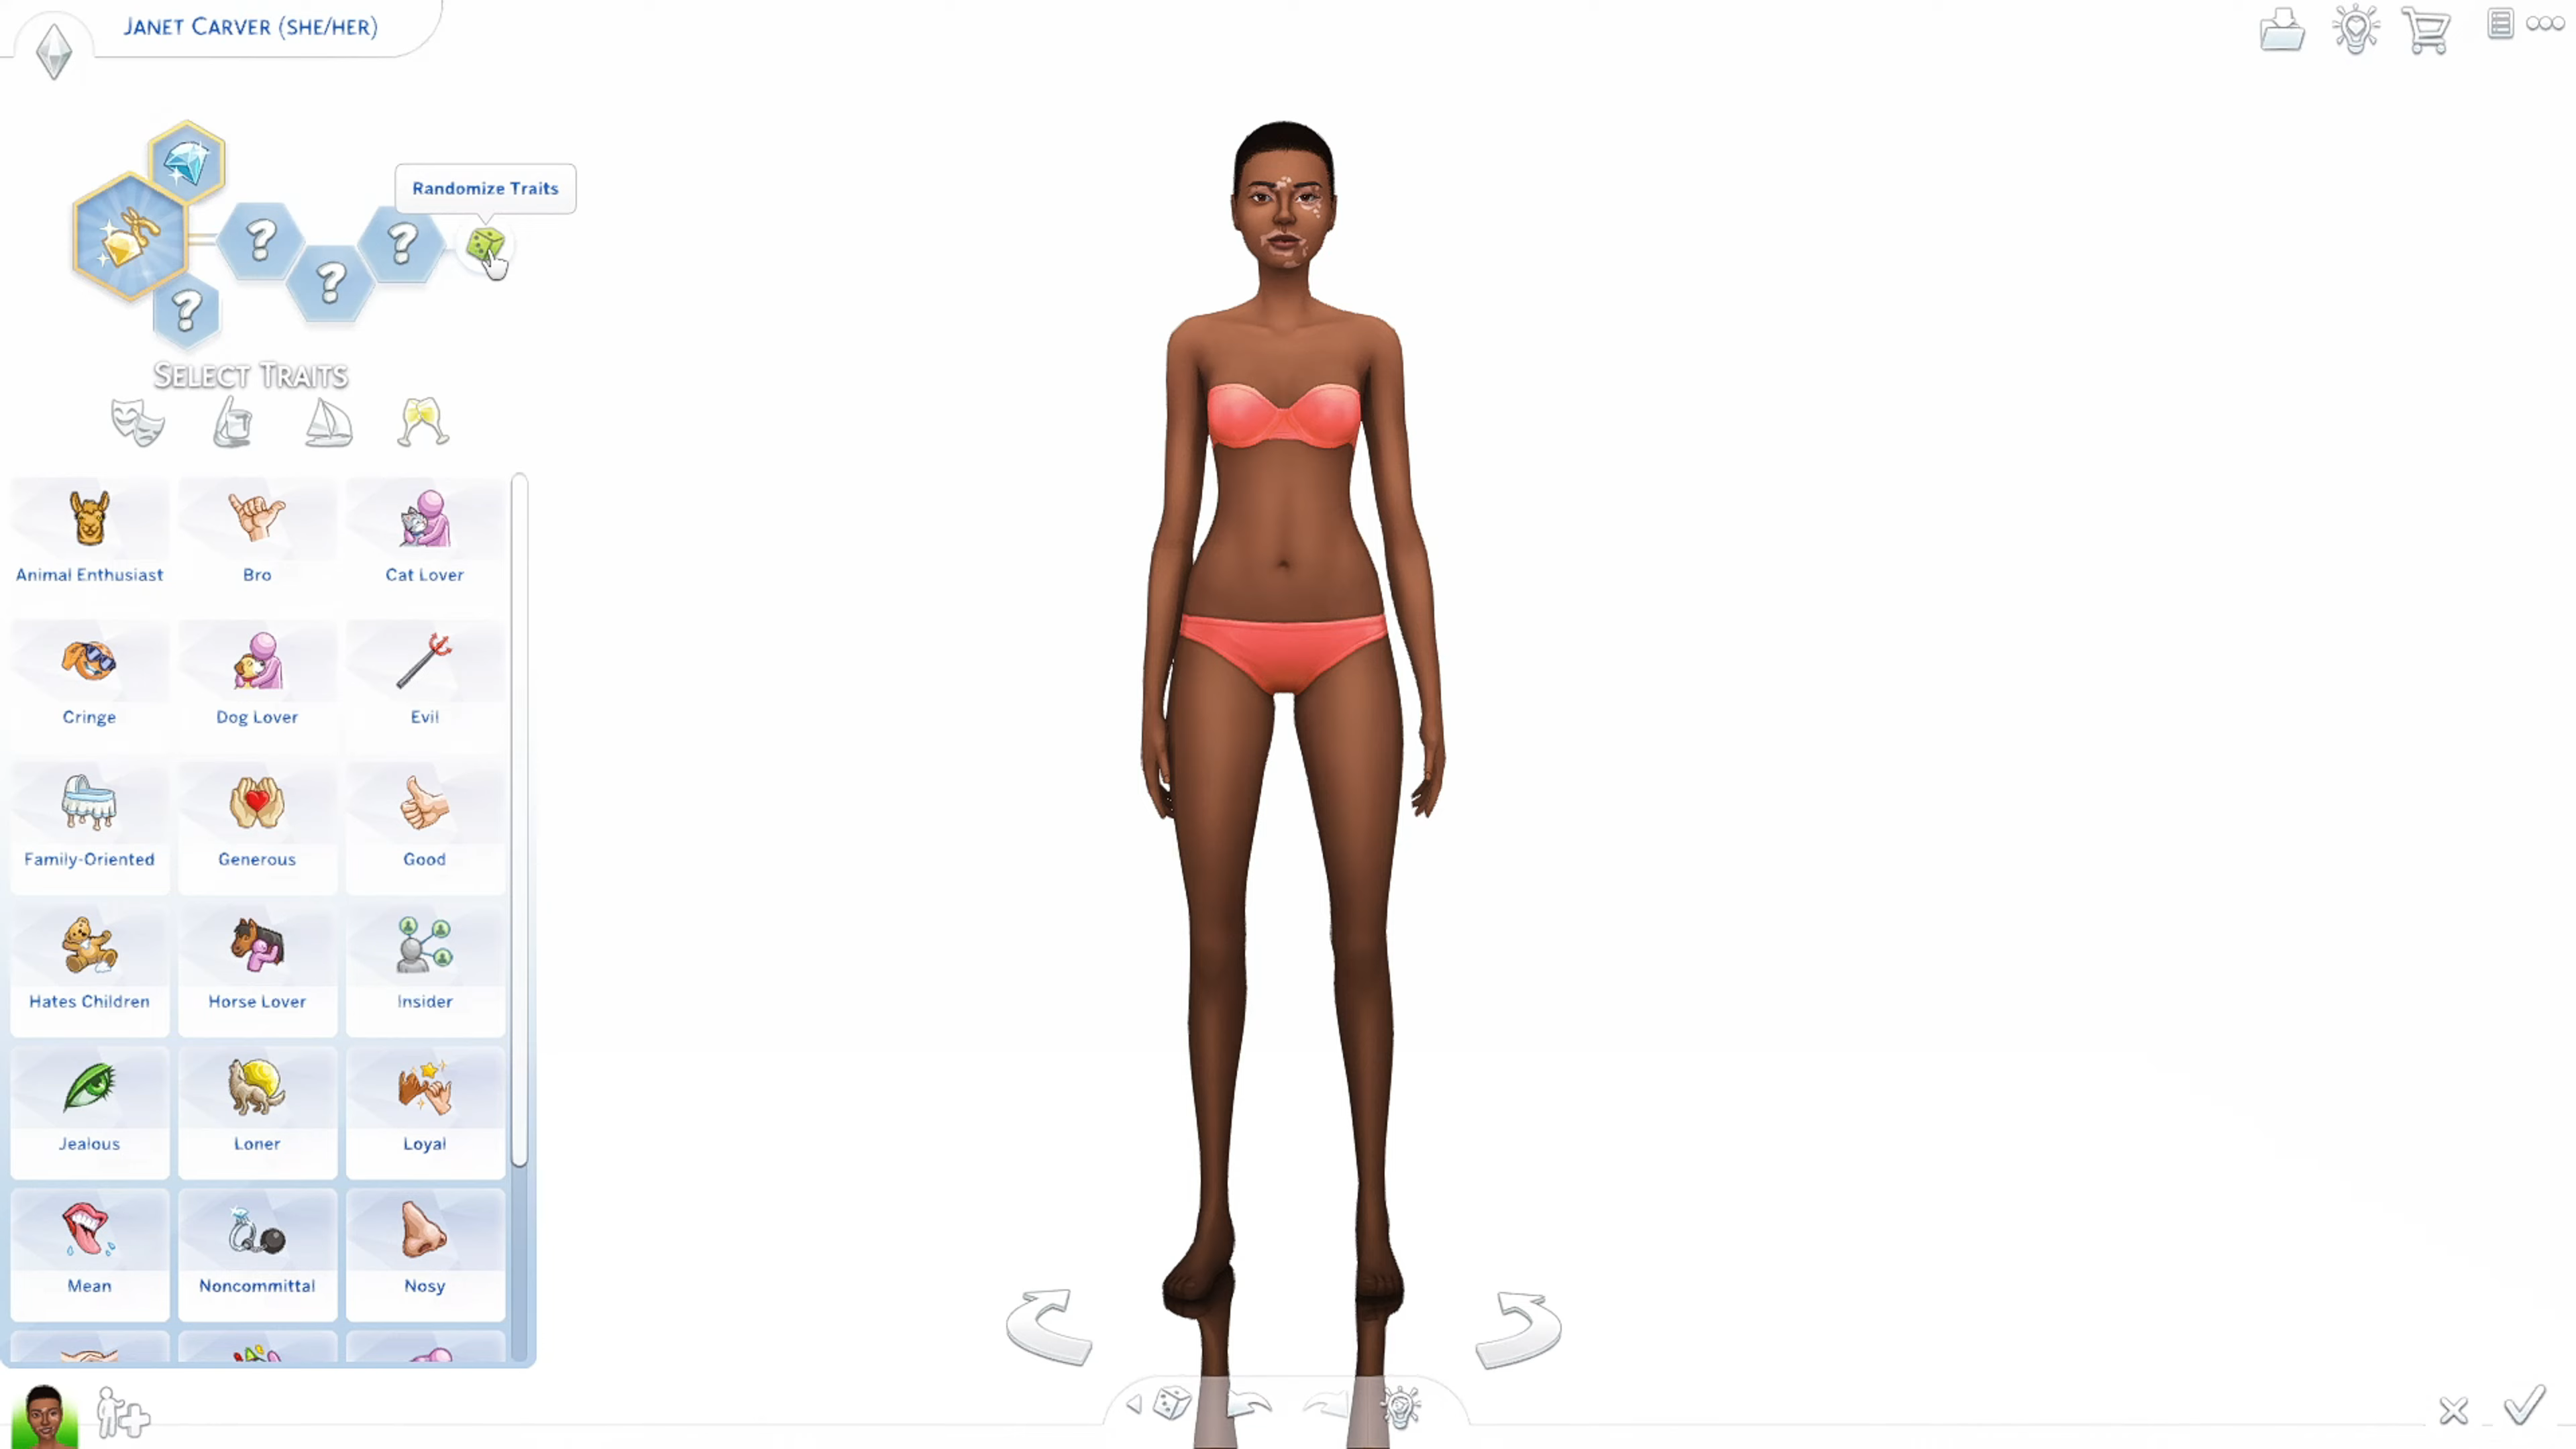 JANET CARVER (SHE/HER)
Randomize Traits
?
?
?
?
SELECT TRAITS
Animal Enthusiast
Bro
Cat Lover
Cringe
Dog Lover
Evil
Family-Oriented
Generous
Good
Hates Children
Horse Lover
Insider
Jealous
Loner
Loyal
Mean
Noncommittal
Nosy